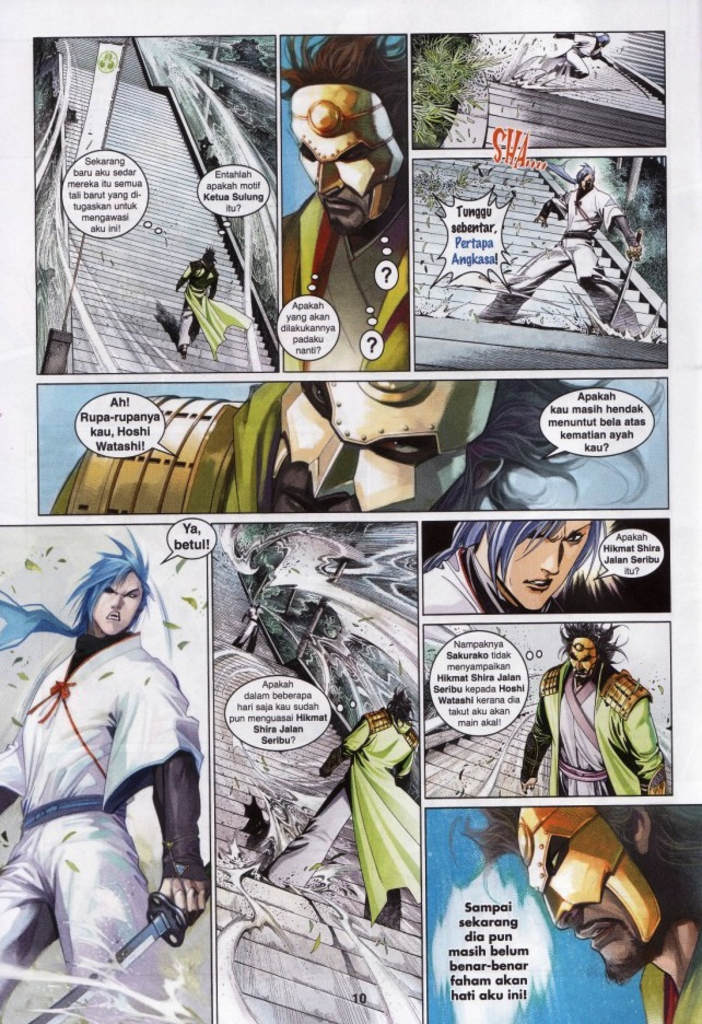 Sekarang
baru aku sedar
mereka itu semua
tali barut yang di-
tugaskan untuk
mengawasi
aku ini!
Entahlah
apakah motif
Ketua Sulung
itu?
Apakah
yang akan
dilakukannya
padaku
nanti?
?
?
SHA....
Tunggu
sebentar,
Pertapa
Angkasa!
Ah!
Rupa-rupanya
kau, Hoshi
Watashi!
Apakah
kau masih hendak
menuntut bela atas
kematian ayah
kau?
Ya,
betul!
Apakah
dalam beberapa
hari saja kau sudah
pun menguasai Hikmat
Shira Jalan
Seribu?
Apakah
Hikmat Shira
Jalan Seribu
itu?
Nampaknya
Sakurako tidak
menyampaikan
Hikmat Shira Jalan
Seribu kepada Hoshi
Watashi kerana dia
takut aku akan
main akal!
Sampai
sekarang
dia pun
masih belum
benar-benar
faham akan
hati aku ini!
10